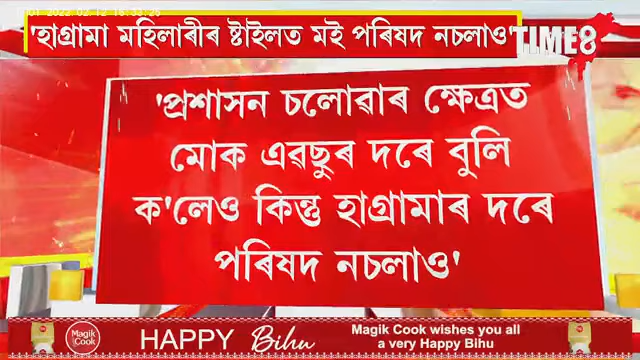 'হাগ্ৰামা মহিলাৰীৰ ষ্টাইলত মই পৰিষদ নচলাও'
TIME8
'প্ৰশাসন চলোৱাৰ ক্ষেত্ৰত
মোক এৱছুৰ দৰে বুলি
ক'লেও কিন্তু হাগ্ৰামাৰ দৰে
পৰিষদ নচলাও'
Magik Cook
HAPPY Bihu
Magik Cook wishes you all
a very Happy Bihu